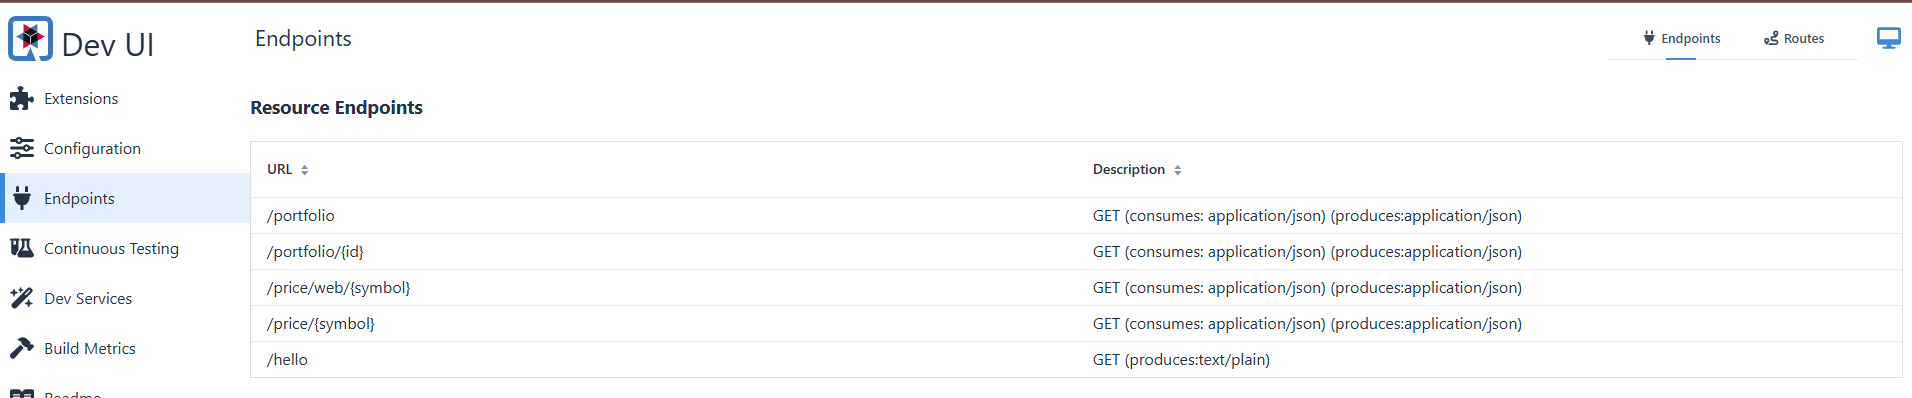 Dev UI
Endpoints
Endpoints
Routes
Extensions
Configuration
Endpoints
Continuous Testing
Dev Services
Build Metrics
Readme
Resource Endpoints
URL Description
/portfolio GET (consumes: application/json) (produces:application/json)
/portfolio/{id} GET (consumes: application/json) (produces:application/json)
/price/web/{symbol} GET (consumes: application/json) (produces:application/json)
/price/{symbol} GET (consumes: application/json) (produces:application/json)
/hello GET (produces:text/plain)